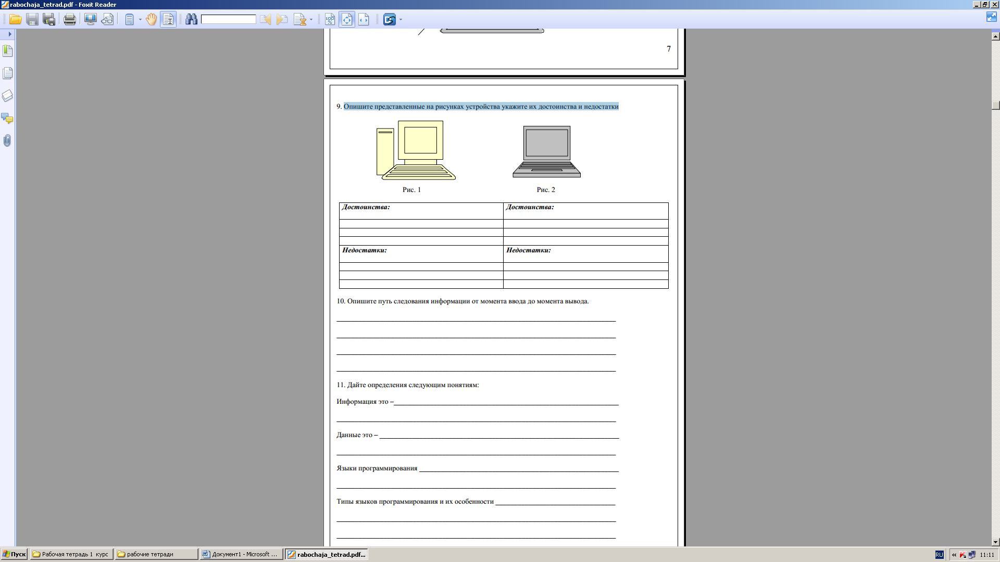 rabochaja_tetrad.pdf - Foxit Reader
7
9. Опишите представленные на рисунках устройства укажите их достоинства и недостатки
Рис. 1
Рис. 2
Достоинства:
Достоинства:
Недостатки:
Недостатки:
10. Опишите путь следования информации от момента ввода до момента вывода.
11. Дайте определения следующим понятиям:
Информация это –
Данные это –
Языки программирования
Типы языков программирования и их особенности
Пуск
Рабочая тетрадь 1 курс
рабочие тетради
Документ1 - Microsoft ...
rabochaja_tetrad.pdf...
RU
« 11:11